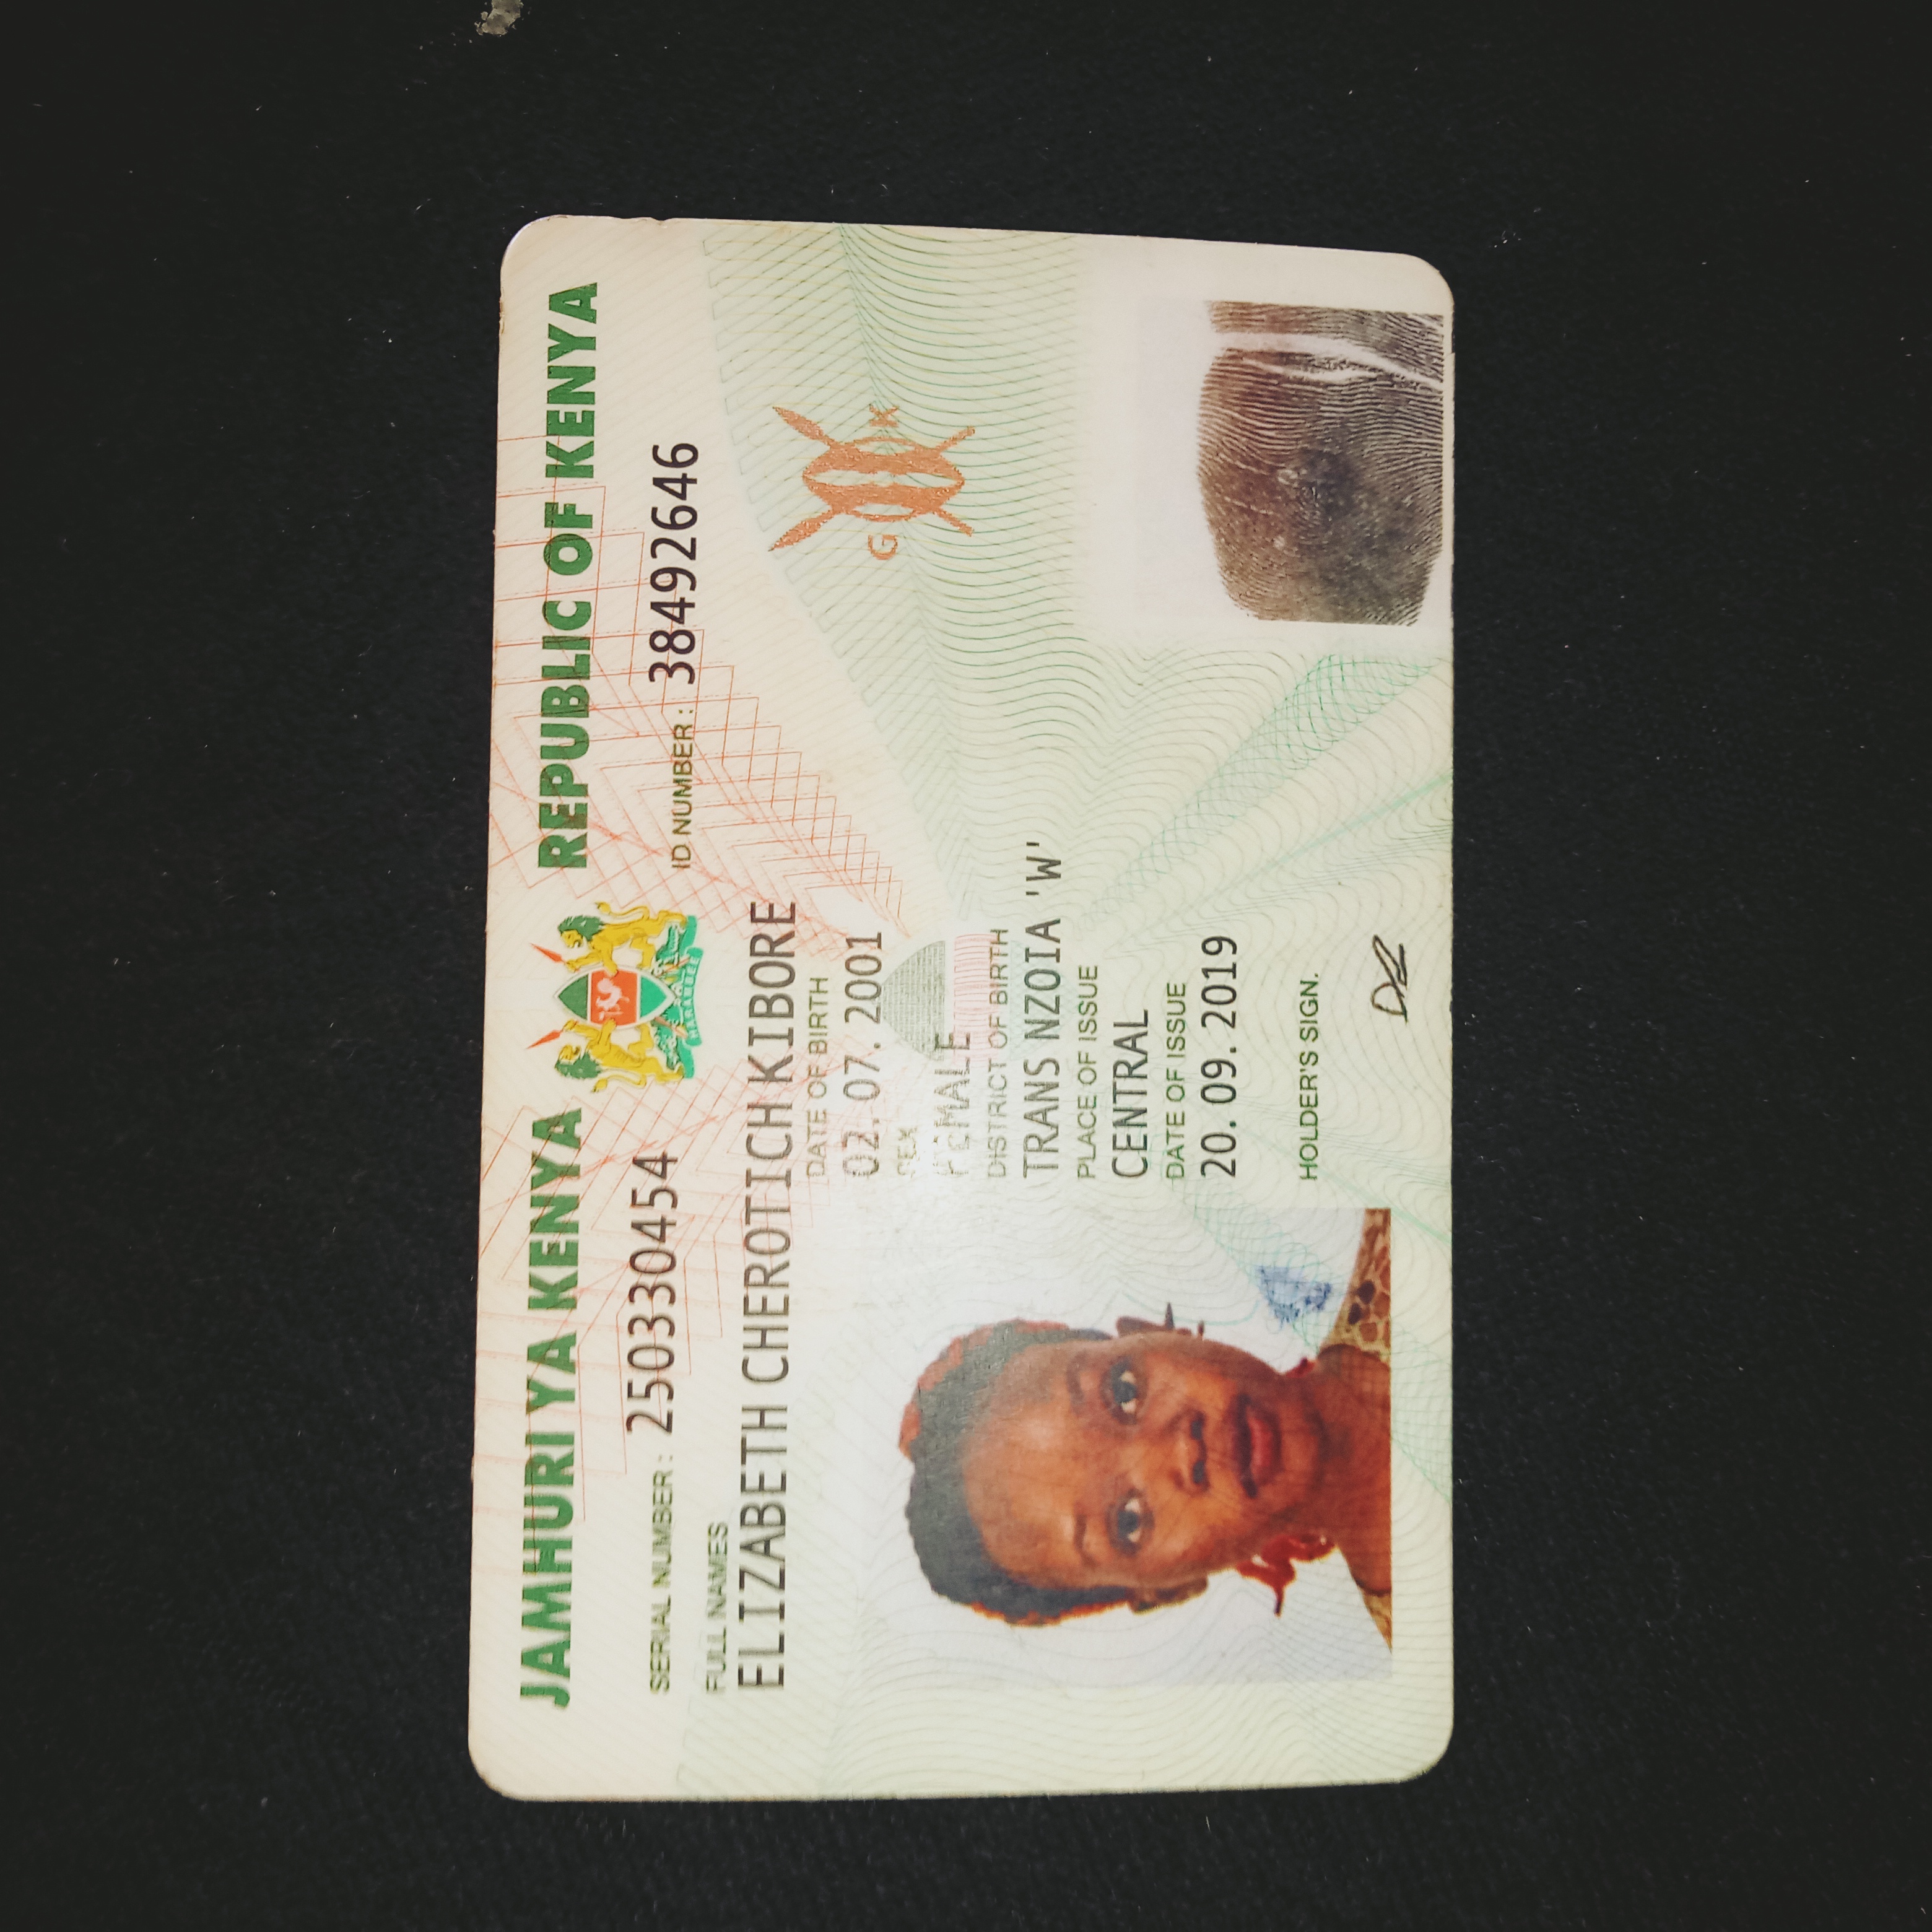 JAMHURI YA KENYA REPUBLIC OF KENYA
HARAMBEE
SERIAL NUMBER: 250330454 ID NUMBER: 38492646
FULL NAMES
ELIZABETH CHEROTICH KIBORE
DATE OF BIRTH
02.07.2001
SEX
FEMALE
G K
DISTRICT OF BIRTH
TRANS NZOIA 'W'
PLACE OF ISSUE
CENTRAL
DATE OF ISSUE
20.09.2019
HOLDER'S SIGN.